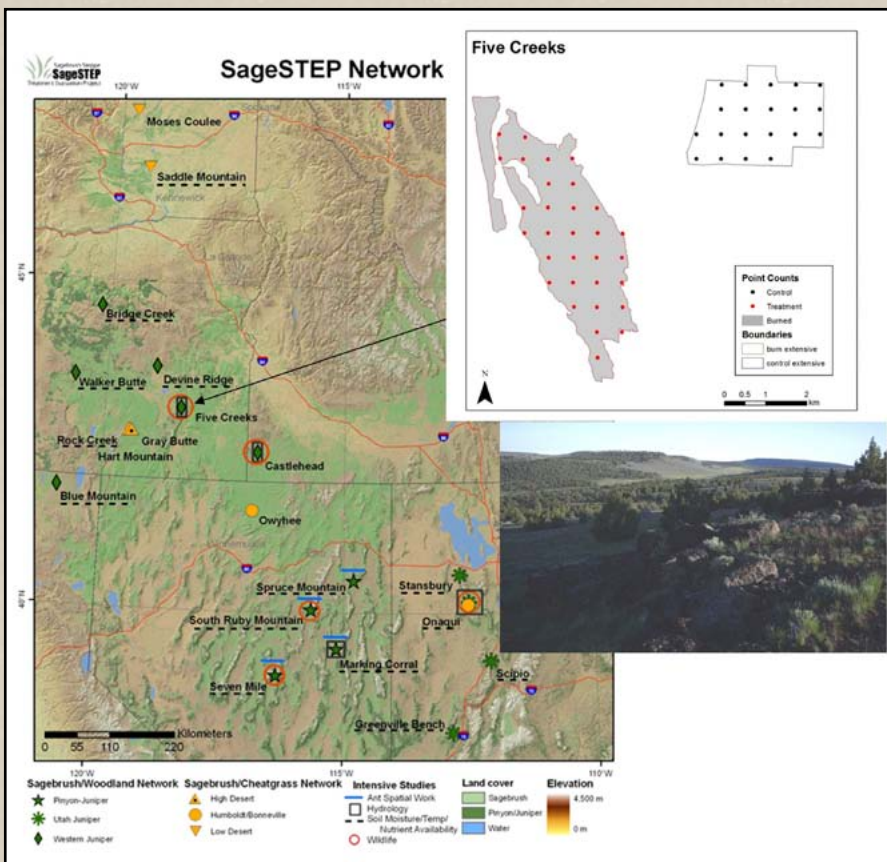 Sagebrush Steppe
SageSTEP
Treatment Evaluation Project
SageSTEP Network
120°W
115°W
Moses Coulee
Saddle Mountain
Kennewick
La Grande
45°N
Bridge Creek
Walker Butte
Devine Ridge
Five Creeks
Rock Creek
Gray Butte
Hart Mountain
Castlehead
Blue Mountain
Owyhee
Winnemucca
40°N
40°N
Spruce Mountain
Stansbury
South Ruby Mountain
Onaqui
Marking Corral
Seven Mile
Scipio
Greenville Bench
Kilometers
0 55 110 220
120°W
115°W
110°W
Sagebrush/Woodland Network
Pinyon-Juniper
Utah Juniper
Western Juniper
Sagebrush/Cheatgrass Network
High Desert
Humboldt/Bonneville
Low Desert
Intensive Studies
Ant Spatial Work
Hydrology
Soil Moisture/Temp/
Nutrient Availability
Wildlife
Land cover
Sagebrush
Pinyon/Juniper
Water
Elevation
4,500 m
0 m
Five Creeks
Point Counts
Control
Treatment
Burned
Boundaries
burn extensive
control extensive
N
0 0.5 1 2
km